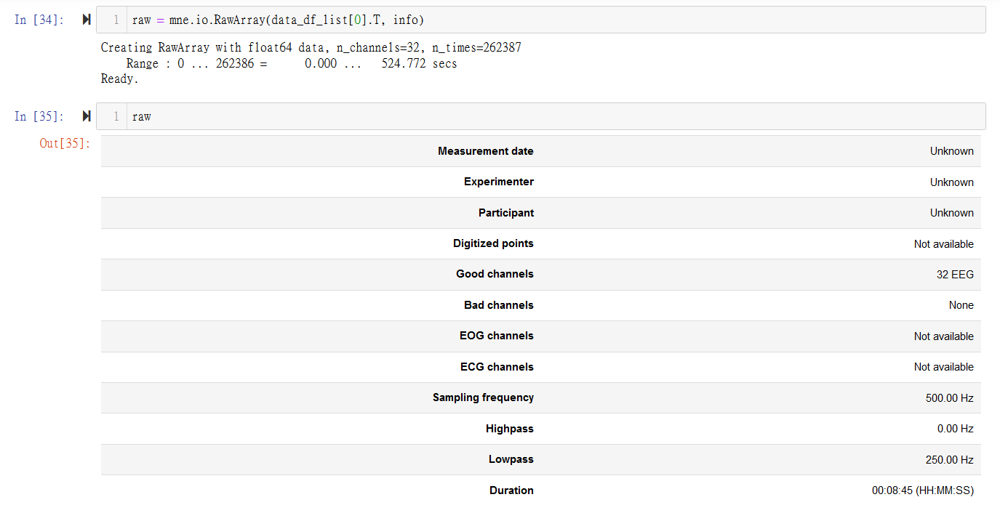 In [34]: 1 raw = mne.io.RawArray(data_df_list[0].T, info)
Creating RawArray with float64 data, n_channels=32, n_times=262387
    Range : 0 ... 262386 =      0.000 ...   524.772 secs
Ready.
In [35]: 1 raw
Out[35]:
Measurement date Unknown
Experimenter Unknown
Participant Unknown
Digitized points Not available
Good channels 32 EEG
Bad channels None
EOG channels Not available
ECG channels Not available
Sampling frequency 500.00 Hz
Highpass 0.00 Hz
Lowpass 250.00 Hz
Duration 00:08:45 (HH:MM:SS)